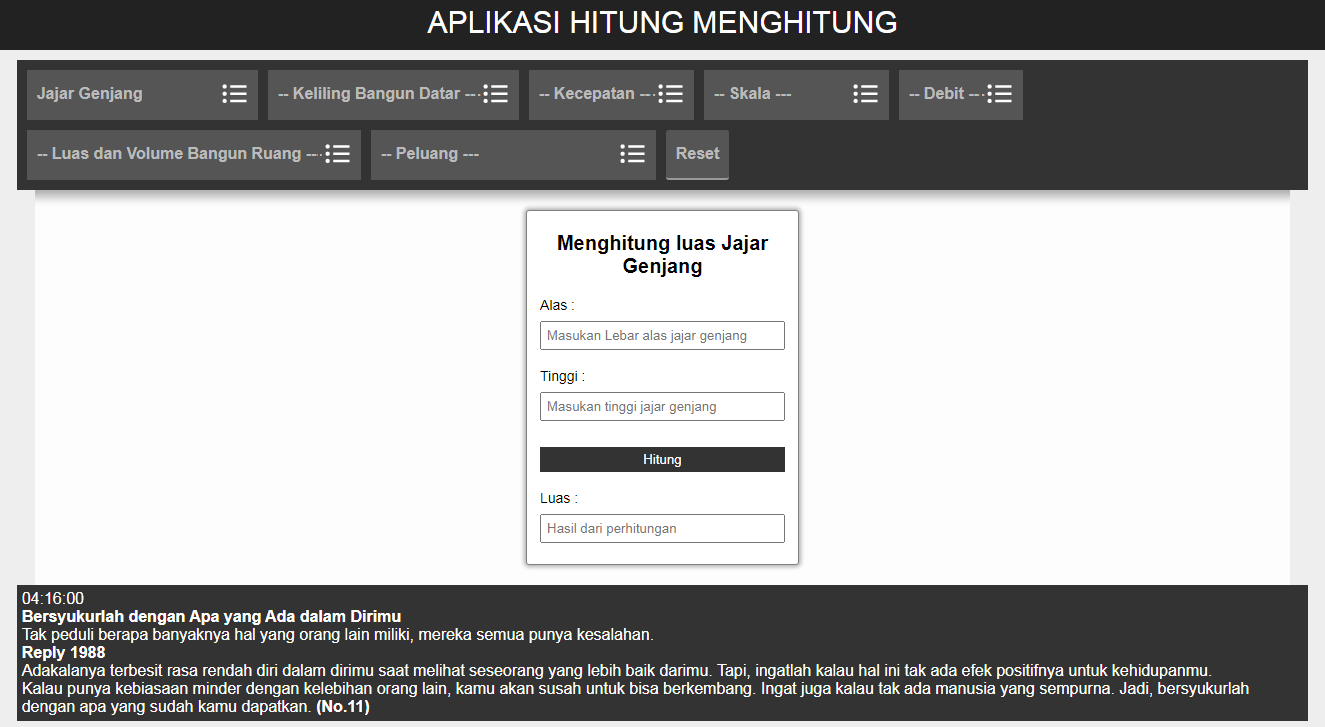 APLIKASI HITUNG MENGHITUNG
Jajar Genjang
-- Keliling Bangun Datar ---
-- Kecepatan ---
-- Skala ---
-- Debit ---
-- Luas dan Volume Bangun Ruang ---
-- Peluang ---
Reset
Menghitung luas Jajar
Genjang
Alas :
Masukan Lebar alas jajar genjang
Tinggi :
Masukan tinggi jajar genjang
Hitung
Luas :
Hasil dari perhitungan
04:16:00
Bersyukurlah dengan Apa yang Ada dalam Dirimu
Tak peduli berapa banyaknya hal yang orang lain miliki, mereka semua punya kesalahan.
Reply 1988
Adakalanya terbesit rasa rendah diri dalam dirimu saat melihat seseorang yang lebih baik darimu. Tapi, ingatlah kalau hal ini tak ada efek positifnya untuk kehidupanmu.
Kalau punya kebiasaan minder dengan kelebihan orang lain, kamu akan susah untuk bisa berkembang. Ingat juga kalau tak ada manusia yang sempurna. Jadi, bersyukurlah
dengan apa yang sudah kamu dapatkan. (No.11)